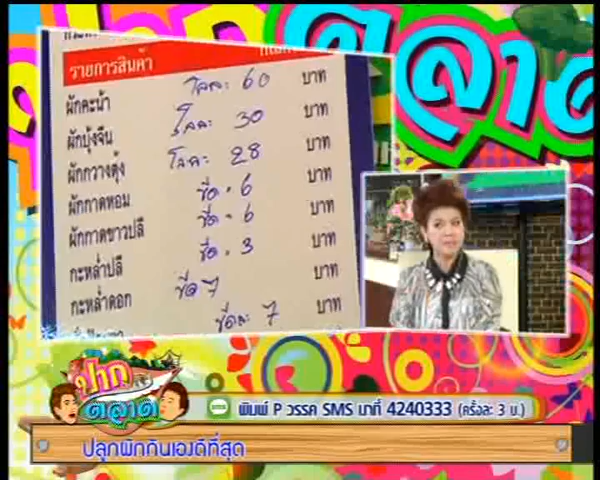 ตลาด
รายการสินค้า
ผักคะน้า โลละ 60 บาท
ผักบุ้งจีน โลละ 30 บาท
ผักกวางตุ้ง โลละ 28 บาท
ผักกาดหอม ขีด - 6 บาท
ผักกาดขาวปลี ขีด - 6 บาท
กะหล่ำปลี ขีด - 3 บาท
กะหล่ำดอก ขีด 7 บาท
ขีดละ 7 บาท
ปากตลาด
sms พิมพ์ P วรรค SMS มาที่ 4240333 (ครั้งละ 3 บ.)
ปลูกผักกันเองดีที่สุด